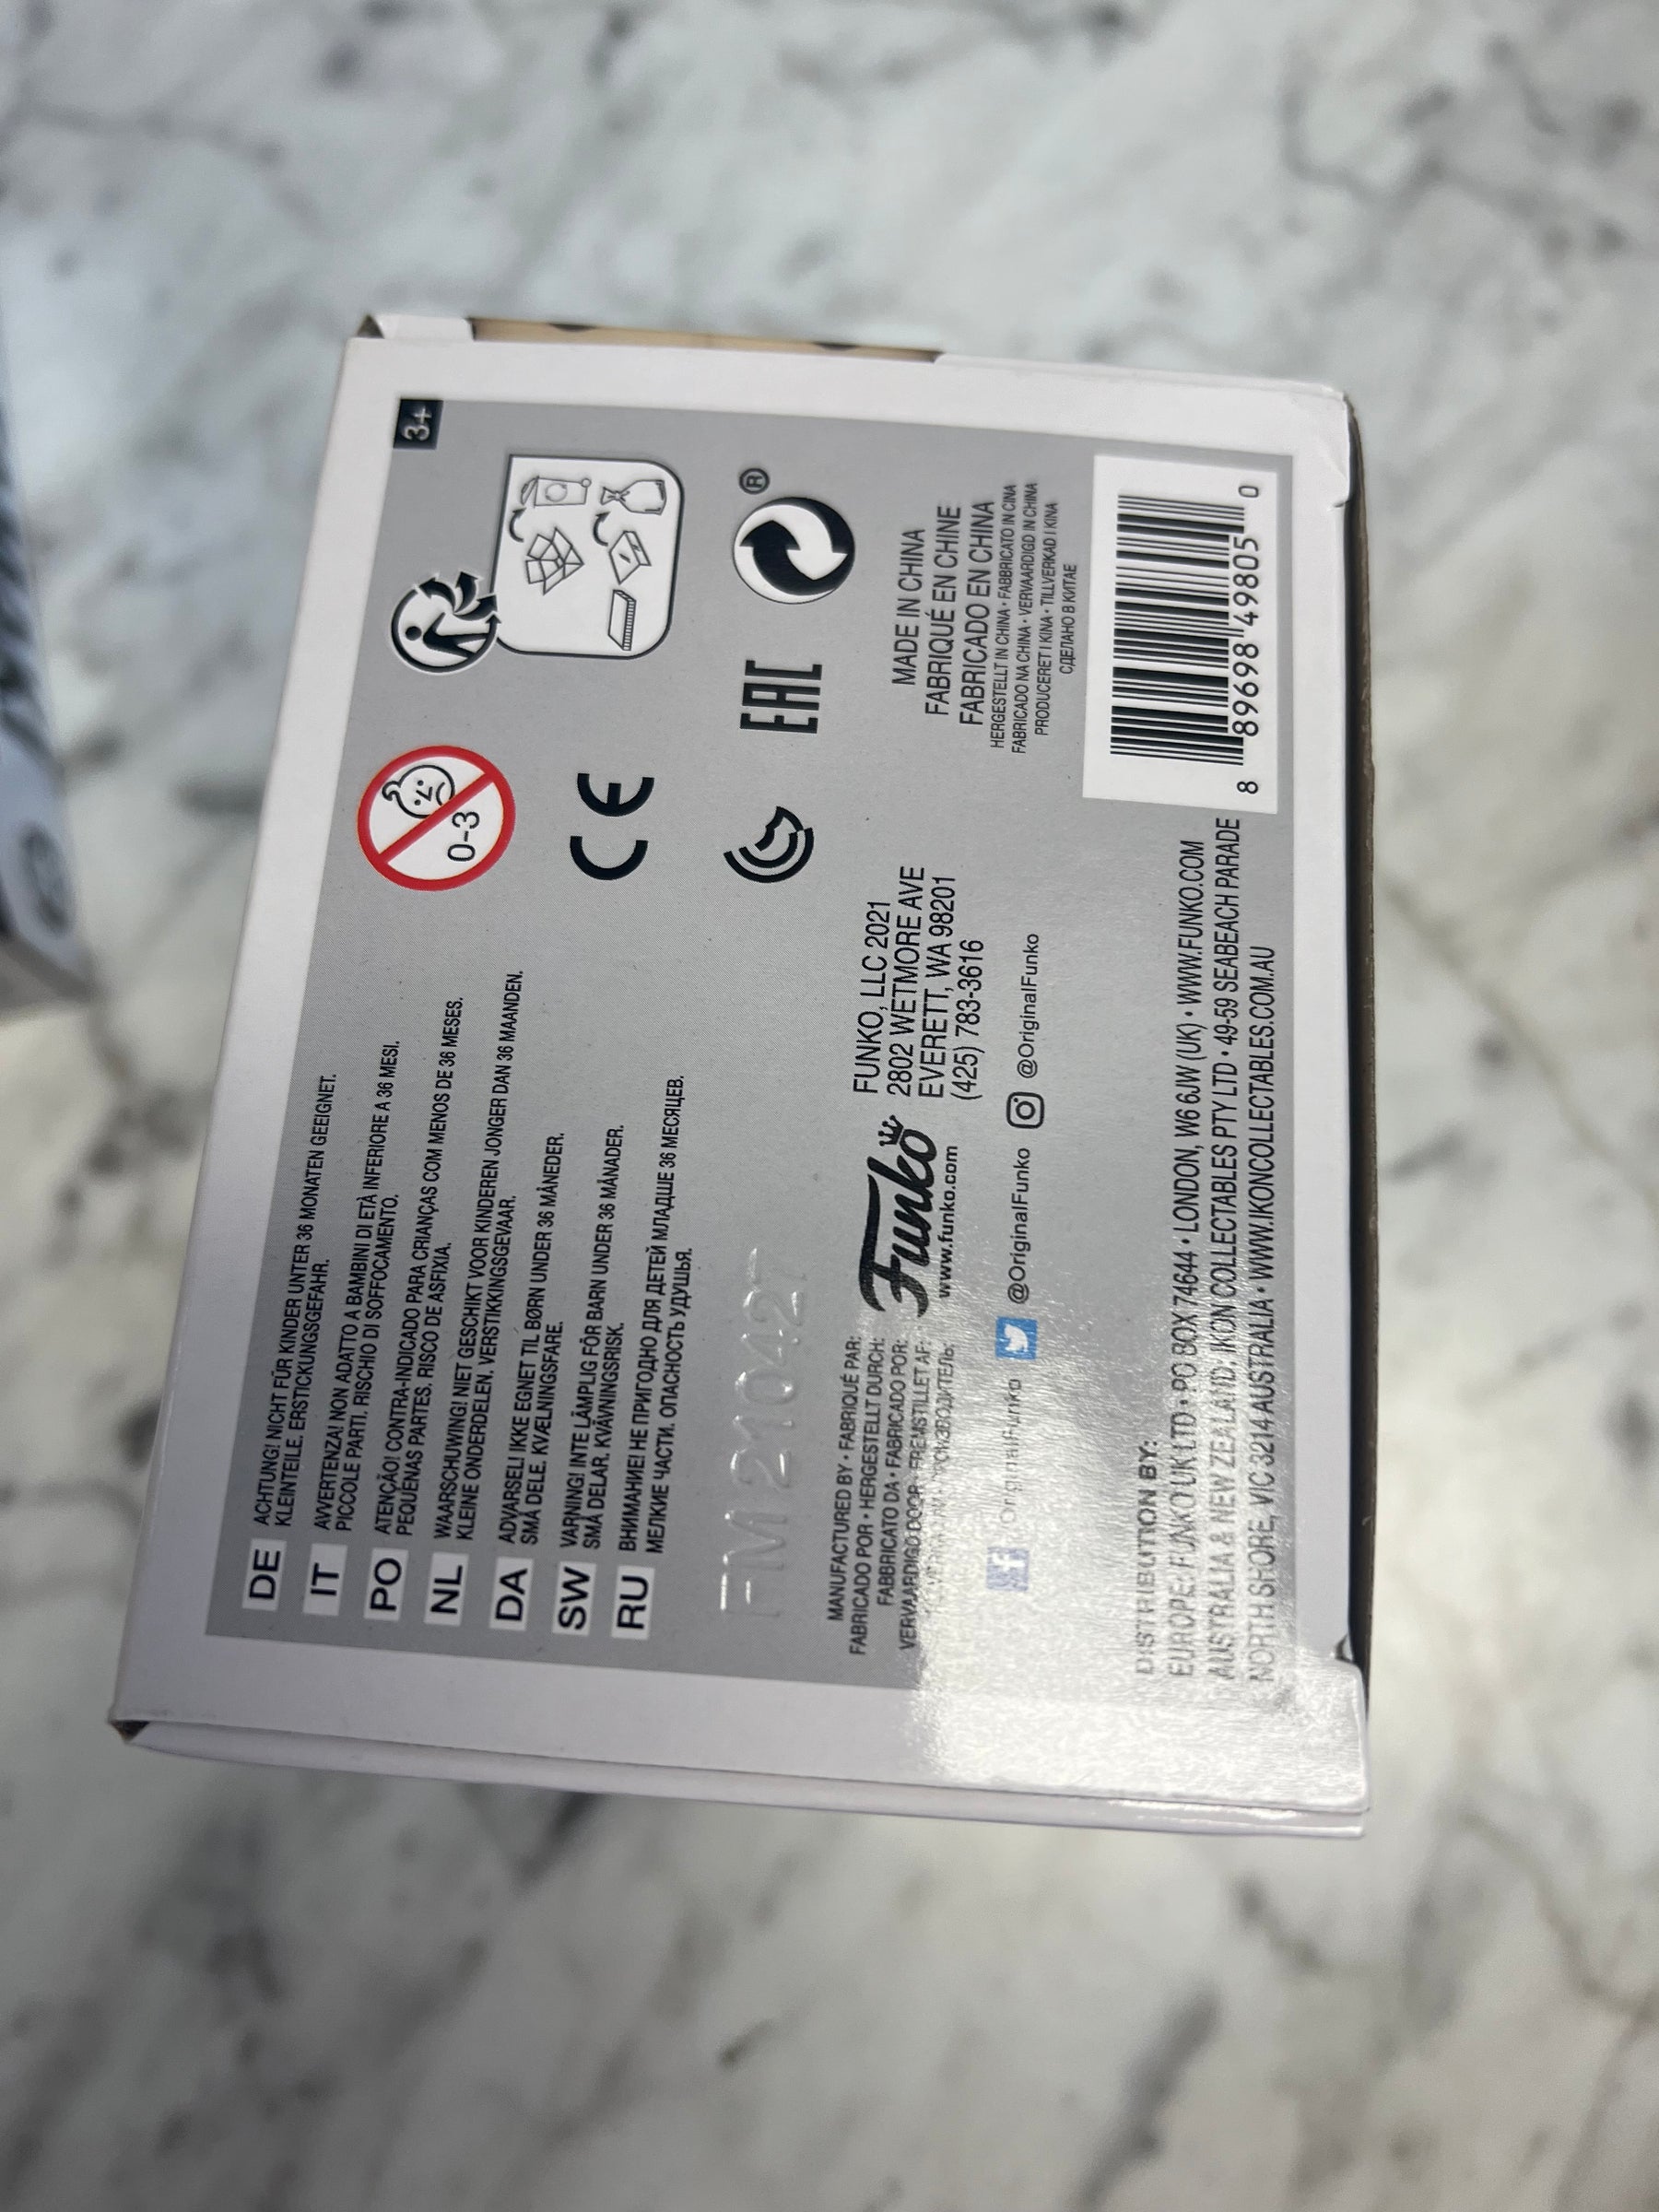 3+
DE ACHTUNG! NICHT FÜR KINDER UNTER 36 MONATEN GEEIGNET.
KLEINTEILE. ERSTICKUNGSGEFAHR.
IT AVVERTENZA! NON ADATTO A BAMBINI DI ETÀ INFERIORE A 36 MESI.
PICCOLE PARTI. RISCHIO DI SOFFOCAMENTO.
PO ATENÇÃO! CONTRA-INDICADO PARA CRIANÇAS COM MENOS DE 36 MESES.
PEQUENAS PARTES. RISCO DE ASFIXIA.
NL WAARSCHUWING! NIET GESCHIKT VOOR KINDEREN JONGER DAN 36 MAANDEN.
KLEINE ONDERDELEN. VERSTIKKINGSGEVAAR.
DA ADVARSEL! IKKE EGNET TIL BØRN UNDER 36 MÅNEDER.
SMÅ DELE. KVÆLNINGSFARE.
SW VARNING! INTE LÄMPLIG FÖR BARN UNDER 36 MÅNADER.
SMÅ DELAR. KVÄVNINGSRISK.
RU ВНИМАНИЕ! НЕ ПРИГОДНО ДЛЯ ДЕТЕЙ МЛАДШЕ 36 МЕСЯЦЕВ.
МЕЛКИЕ ЧАСТИ. ОПАСНОСТЬ УДУШЬЯ.
0-3
CE
EAC
®
FM 210427
MANUFACTURED BY • FABRIQUÉ PAR:
FABRICADO POR • HERGESTELLT DURCH:
FABBRICATO DA • FABRICADO POR:
VERVAARDIGD DOOR • FREMSTILLET AF:
ПРОИЗВОДИТЕЛЬ:
Funko
www.funko.com
FUNKO, LLC 2021
2802 WETMORE AVE
EVERETT, WA 98201
(425) 783-3616
f OriginalFunko @OriginalFunko @OriginalFunko
MADE IN CHINA
FABRIQUÉ EN CHINE
FABRICADO EN CHINA
HERGESTELLT IN CHINA • FABBRICATO IN CINA
FABRICADO NA CHINA • VERVAARDIGD IN CHINA
PRODUCERET I KINA • TILLVERKAD I KINA
СДЕЛАНО В КИТАЕ
DISTRIBUTION BY:
EUROPE: FUNKO UK LTD • PO BOX 74644 • LONDON, W6 6JW (UK) • WWW.FUNKO.COM
AUSTRALIA & NEW ZEALAND: IKON COLLECTABLES PTY LTD • 49-59 SEABEACH PARADE
NORTH SHORE, VIC 3214 AUSTRALIA • WWW.IKONCOLLECTABLES.COM.AU
8 89698 49805 0